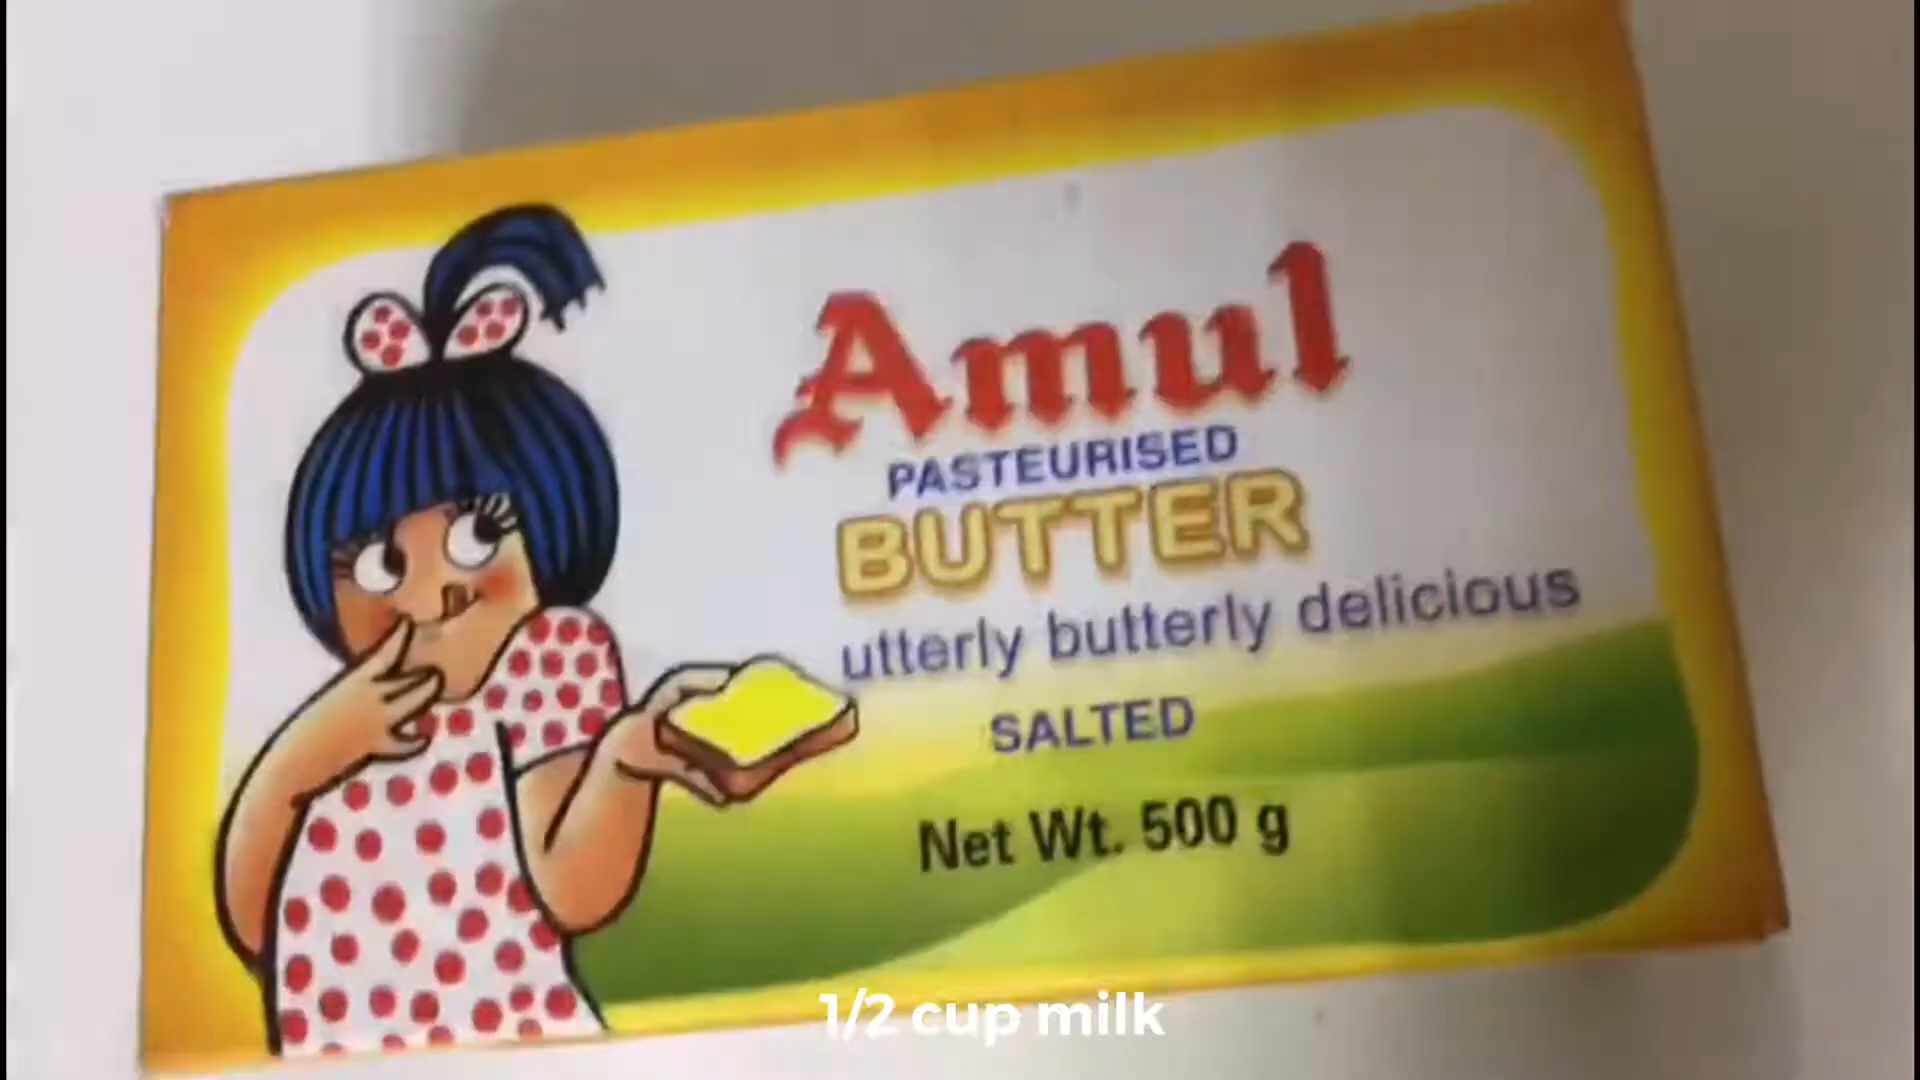 Amul
PASTEURISED
BUTTER
utterly butterly delicious
SALTED
Net Wt. 500 g
1/2 cup milk